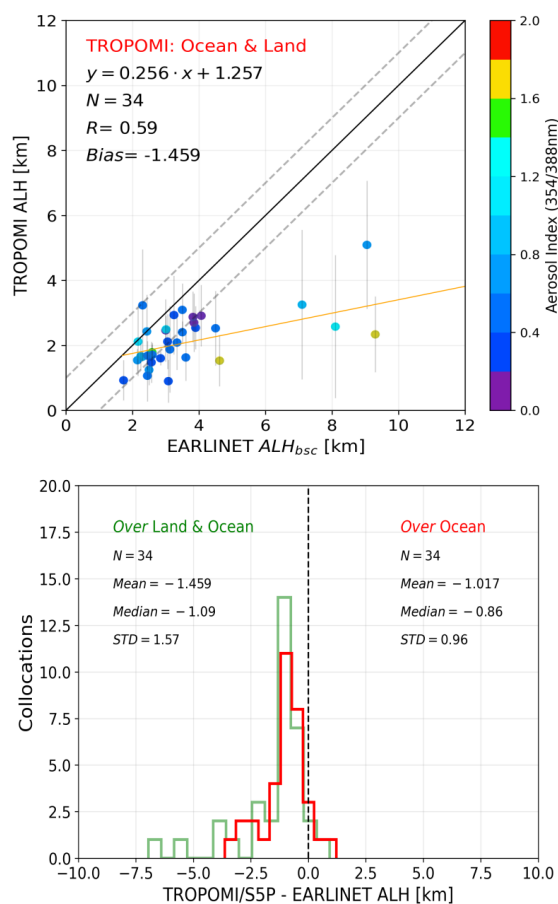 TROPOMI: Ocean & Land
y = 0.256 · x + 1.257
N = 34
R= 0.59
Bias= -1.459
12
10
8
6
4
2
0
TROPOMI ALH [km]
0 2 4 6 8 10 12
EARLINET ALH_bsc [km]
2.0
1.6
1.2
0.8
0.4
0.0
Aerosol Index (354/388nm)
20.0
17.5
15.0
12.5
10.0
7.5
5.0
2.5
0.0
Collocations
Over Land & Ocean
N = 34
Mean = −1.459
Median = −1.09
STD = 1.57
Over Ocean
N = 34
Mean = −1.017
Median = −0.86
STD = 0.96
−10.0 −7.5 −5.0 −2.5 0.0 2.5 5.0 7.5 10.0
TROPOMI/S5P - EARLINET ALH [km]